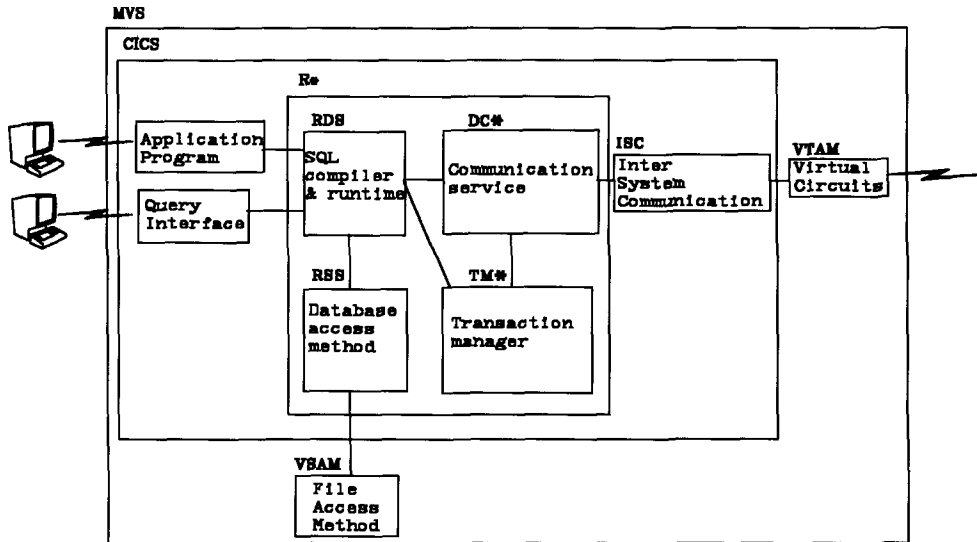 MVS
CICS
R*
RDS
DC*
ISC
VTAM
Application
Program
SQL
compiler
& runtime
Communication
service
Inter
System
Communication
Virtual
Circuits
Query
Interface
RSS
TM*
Database
access
method
Transaction
manager
VSAM
File
Access
Method